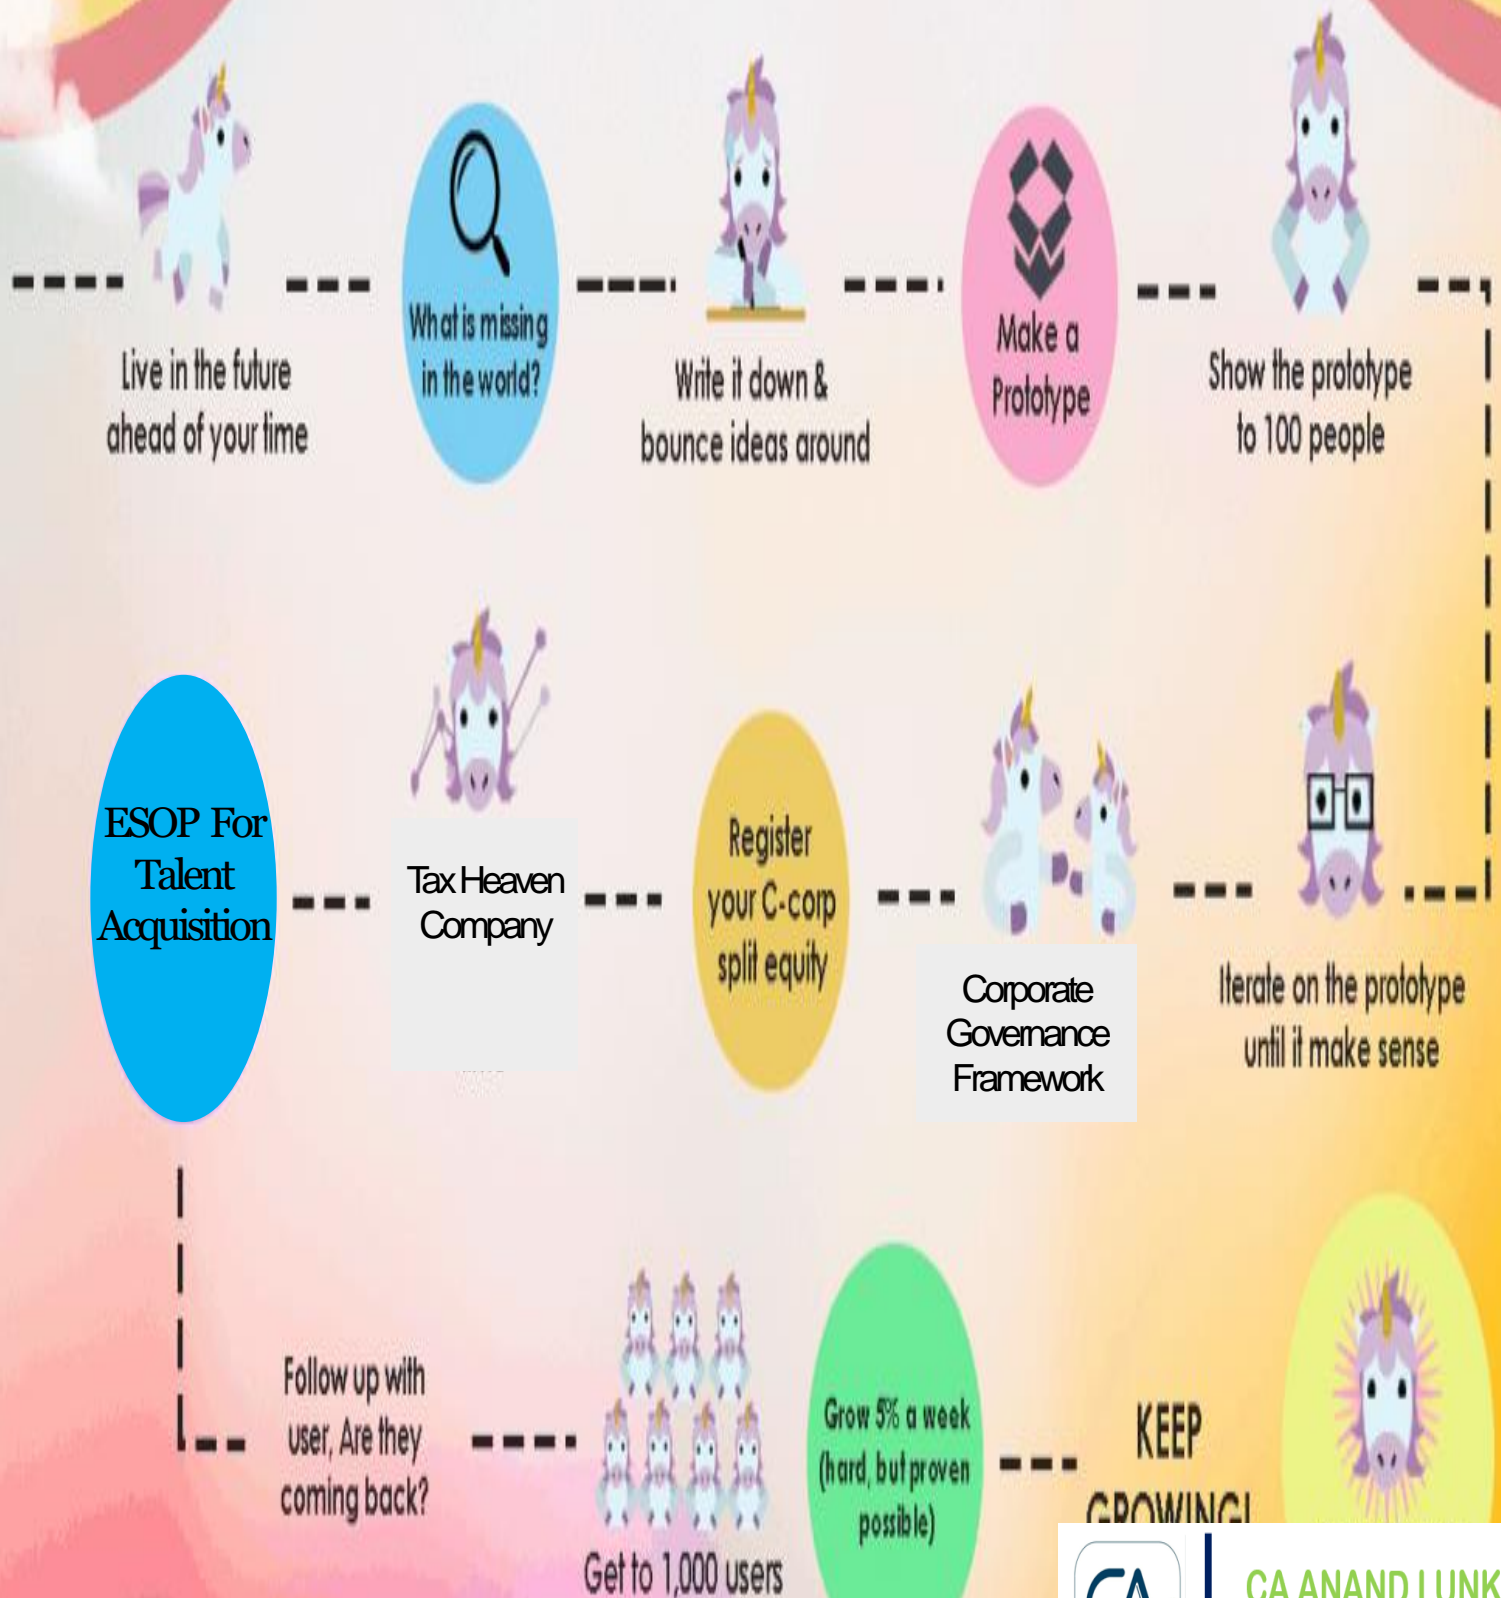 Live in the future
ahead of your time
What is missing
in the world?
Write it down &
bounce ideas around
Make a
Prototype
Show the prototype
to 100 people
Iterate on the prototype
until it make sense
Corporate
Governance
Framework
Register
your C-corp
split equity
Tax Heaven
Company
ESOP For
Talent
Acquisition
Follow up with
user, Are they
coming back?
Get to 1,000 users
Grow 5% a week
(hard, but proven
possible)
KEEP
GROWING!
CA
CA ANAND LUNK